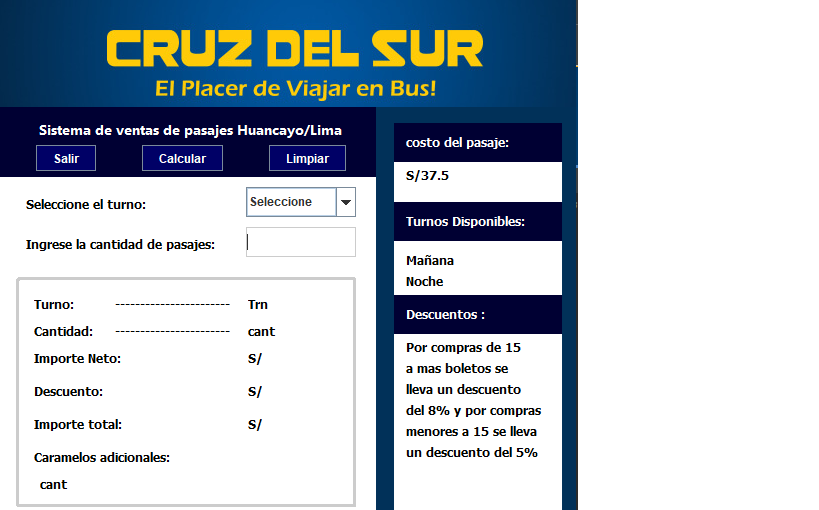 CRUZ DEL SUR
El Placer de Viajar en Bus!
Sistema de ventas de pasajes Huancayo/Lima
Salir Calcular Limpiar
Seleccione el turno: Seleccione
Ingrese la cantidad de pasajes:
Turno: ----------------------- Trn
Cantidad: ----------------------- cant
Importe Neto: S/
Descuento: S/
Importe total: S/
Caramelos adicionales:
cant
costo del pasaje:
S/37.5
Turnos Disponibles:
Mañana
Noche
Descuentos :
Por compras de 15
a mas boletos se
lleva un descuento
del 8% y por compras
menores a 15 se lleva
un descuento del 5%